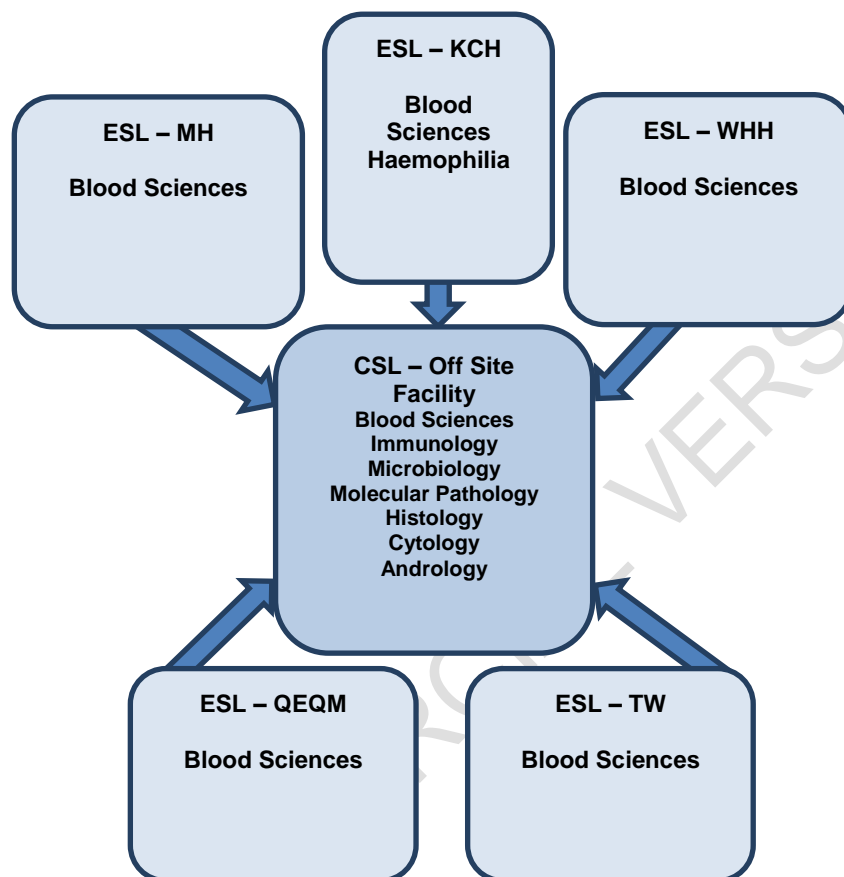 ESL – KCH
Blood
Sciences
Haemophilia
ESL – MH
Blood Sciences
ESL – WHH
Blood Sciences
CSL – Off Site
Facility
Blood Sciences
Immunology
Microbiology
Molecular Pathology
Histology
Cytology
Andrology
ESL – QEQM
Blood Sciences
ESL – TW
Blood Sciences